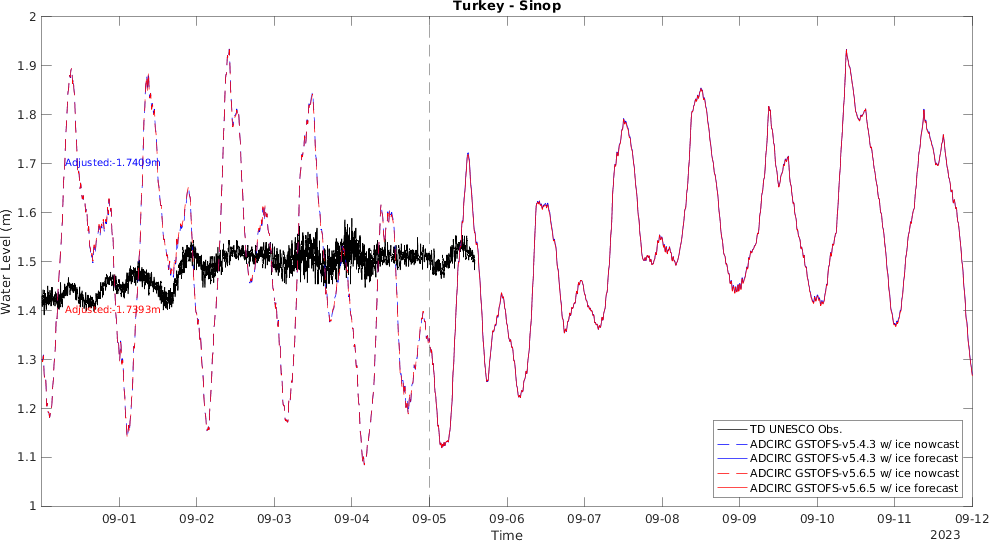 Turkey - Sinop
2
1.9
1.8
1.7
1.6
1.5
1.4
1.3
1.2
1.1
1
Water Level (m)
Adjusted:-1.7409m
Adjusted:-1.7393m
TD UNESCO Obs.
ADCIRC GSTOFS-v5.4.3 w/ ice nowcast
ADCIRC GSTOFS-v5.4.3 w/ ice forecast
ADCIRC GSTOFS-v5.6.5 w/ ice nowcast
ADCIRC GSTOFS-v5.6.5 w/ ice forecast
09-01 09-02 09-03 09-04 09-05 09-06 09-07 09-08 09-09 09-10 09-11 09-12
Time
2023